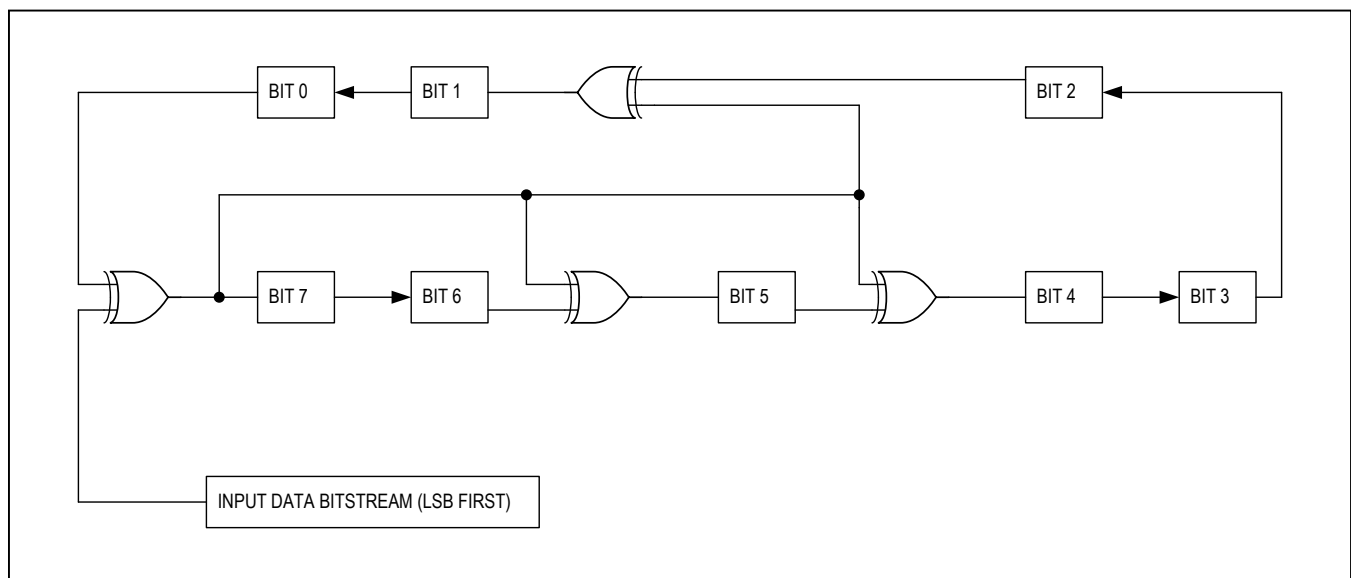 BIT 0
BIT 1
BIT 2
BIT 7
BIT 6
BIT 5
BIT 4
BIT 3
INPUT DATA BITSTREAM (LSB FIRST)